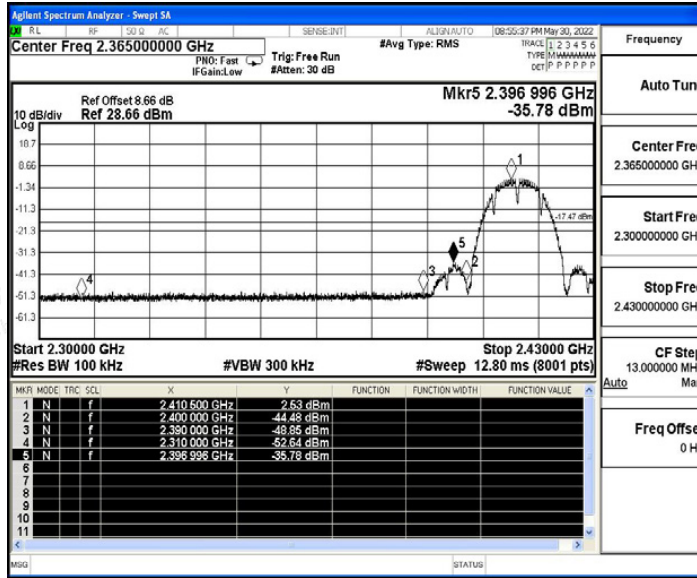 Agilent Spectrum Analyzer - Swept SA
RL RF 50 Ω AC SENSE:INT ALIGN AUTO 08:55:37 PM May 30, 2022
Center Freq 2.365000000 GHz #Avg Type: RMS TRACE 1 2 3 4 5 6
PNO: Fast Trig: Free Run TYPE M
IFGain:Low #Atten: 30 dB DET P P P P P P
Mkr5 2.396 996 GHz
Ref Offset 8.66 dB
10 dB/div Ref 28.66 dBm -35.78 dBm
Log
18.7
8.66
-1.34
-11.3
-21.3
-31.3
-41.3
-51.3
-61.3
1
-17.47 dBm
5
2
3
4
Start 2.30000 GHz Stop 2.43000 GHz
#Res BW 100 kHz #VBW 300 kHz #Sweep 12.80 ms (8001 pts)
MKR MODE TRC SCL X Y FUNCTION FUNCTION WIDTH FUNCTION VALUE
1 N f 2.410 500 GHz 2.53 dBm
2 N f 2.400 000 GHz -44.48 dBm
3 N f 2.390 000 GHz -48.85 dBm
4 N f 2.310 000 GHz -52.64 dBm
5 N f 2.396 996 GHz -35.78 dBm
6
7
8
9
10
11
MSG STATUS
Frequency
Auto Tun
Center Fre
2.365000000 GH
Start Fre
2.300000000 GH
Stop Fre
2.430000000 GH
CF Ste
13.000000 MH
Auto Ma
Freq Offse
0 H